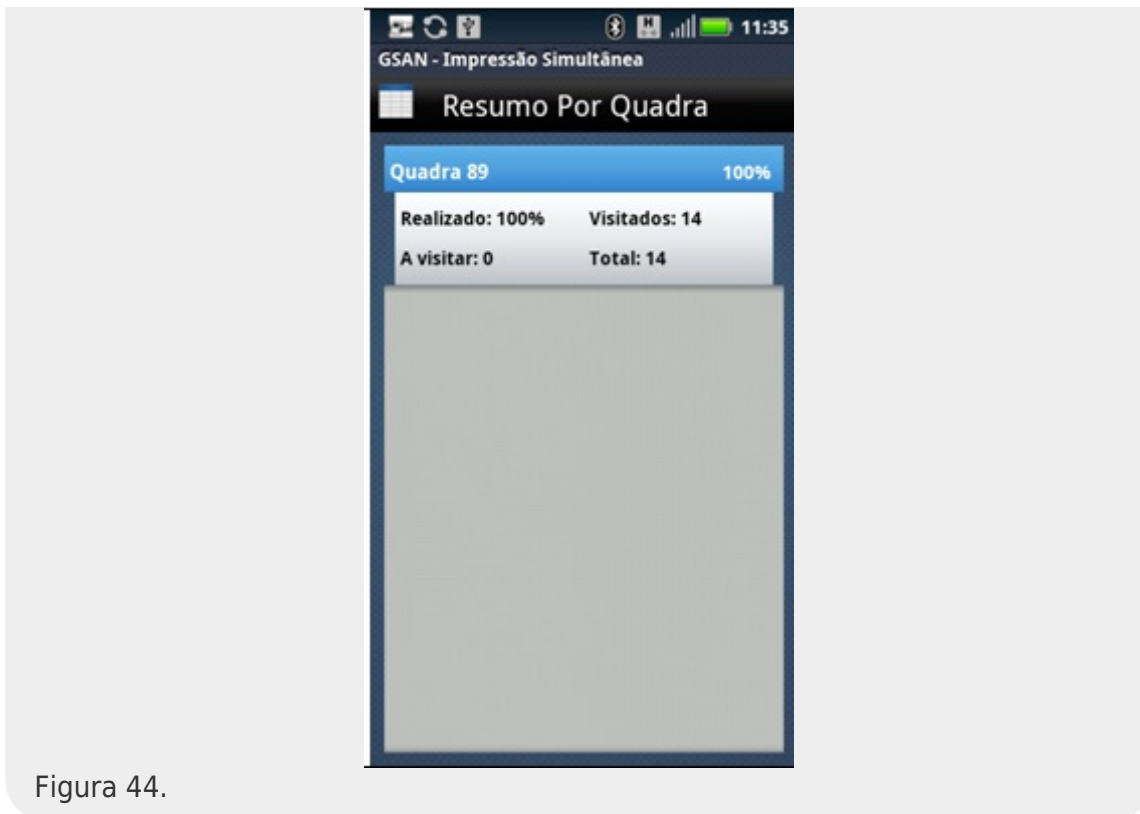 11:35
GSAN - Impressão Simultânea
Resumo Por Quadra
Quadra 89 100%
Realizado: 100% Visitados: 14
A visitar: 0 Total: 14
Figura 44.